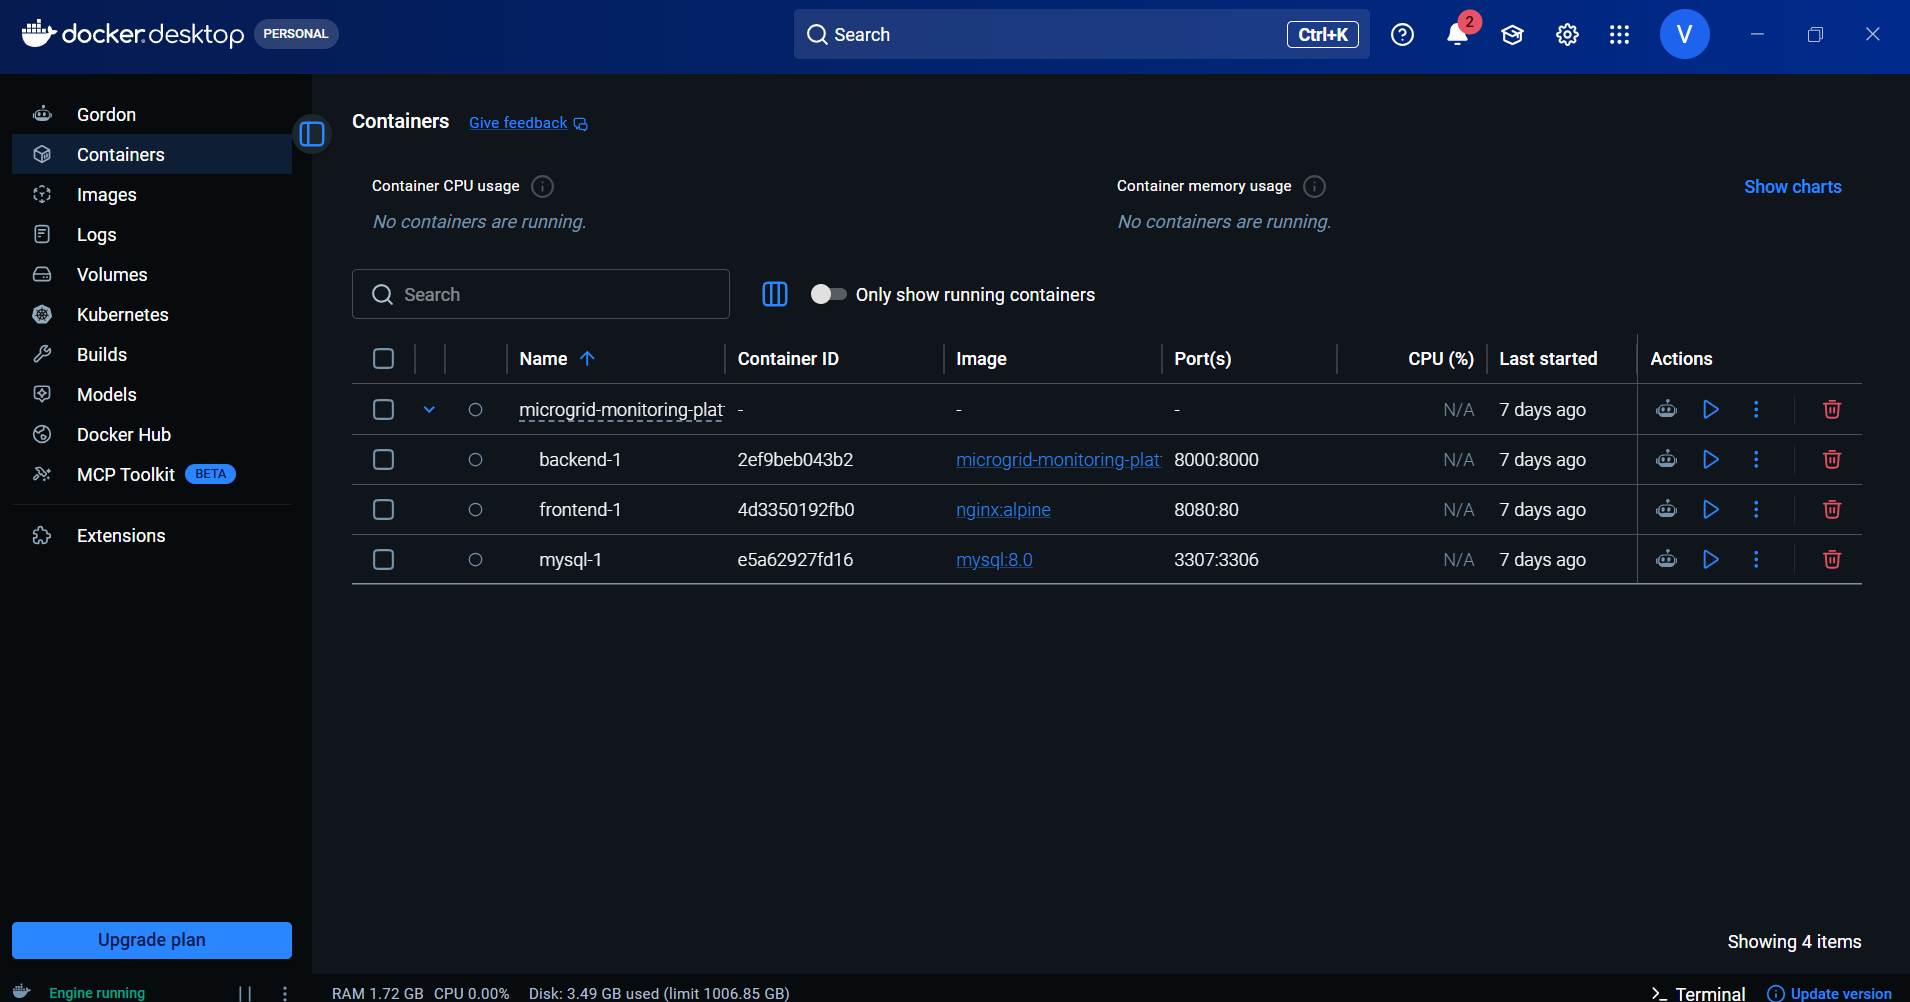 docker.desktop PERSONAL
Search Ctrl+K 2 V
Gordon
Containers
Images
Logs
Volumes
Kubernetes
Builds
Models
Docker Hub
MCP Toolkit BETA
Extensions
Upgrade plan
Containers Give feedback
Container CPU usage
No containers are running.
Container memory usage
No containers are running.
Show charts
Search Only show running containers
Name Container ID Image Port(s) CPU (%) Last started Actions
microgrid-monitoring-plat - - - N/A 7 days ago
backend-1 2ef9beb043b2 microgrid-monitoring-plat 8000:8000 N/A 7 days ago
frontend-1 4d3350192fb0 nginx:alpine 8080:80 N/A 7 days ago
mysql-1 e5a62927fd16 mysql:8.0 3307:3306 N/A 7 days ago
Showing 4 items
Engine running RAM 1.72 GB CPU 0.00% Disk: 3.49 GB used (limit 1006.85 GB) Terminal Update version